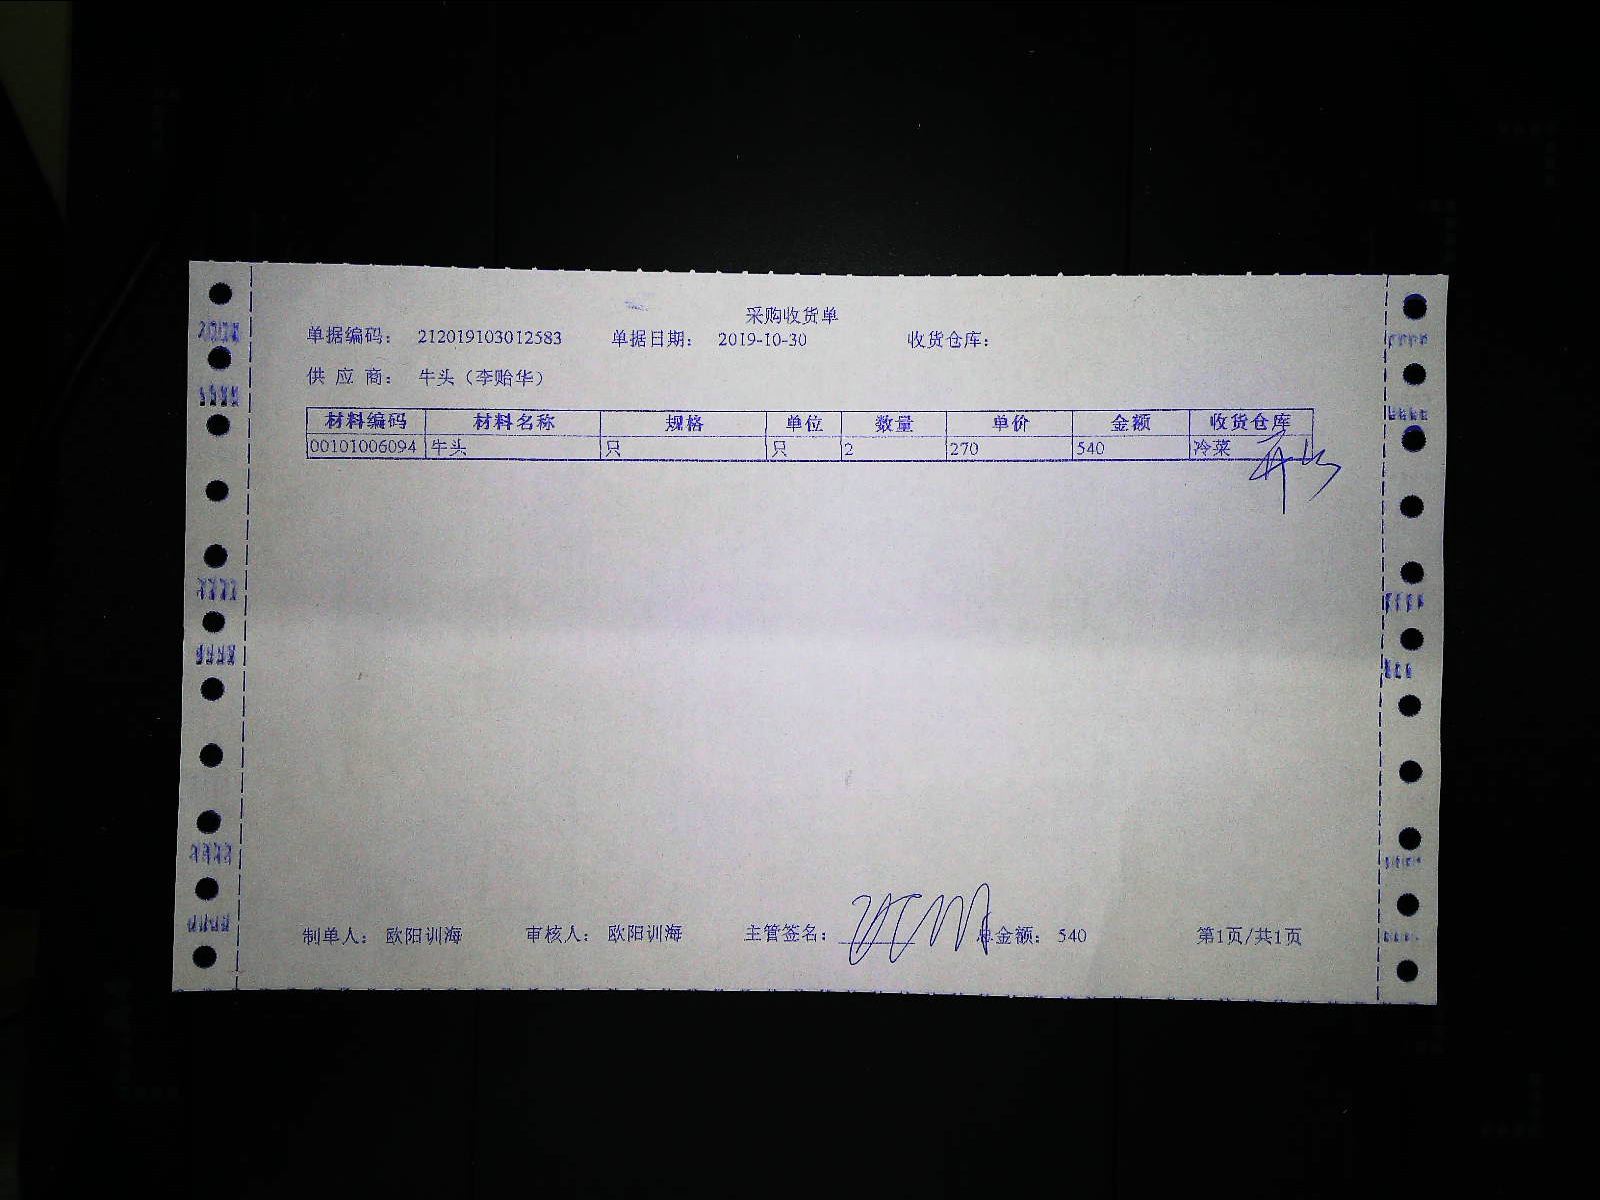 采购收货单
单据编码： 212019103012583 单据日期： 2019-10-30 收货仓库：
供 应 商： 牛头（李贻华）
材料编码 材料名称 规格 单位 数量 单价 金额 收货仓库
00101006094 牛头 只 只 2 270 540 冷菜
制单人： 欧阳训海 审核人： 欧阳训海 主管签名： 总金额： 540 第1页/共1页